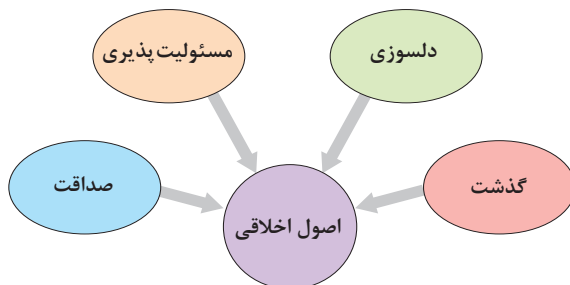 دلسوزی
مسئولیت‌پذیری
گذشت
صداقت
اصول اخلاقی